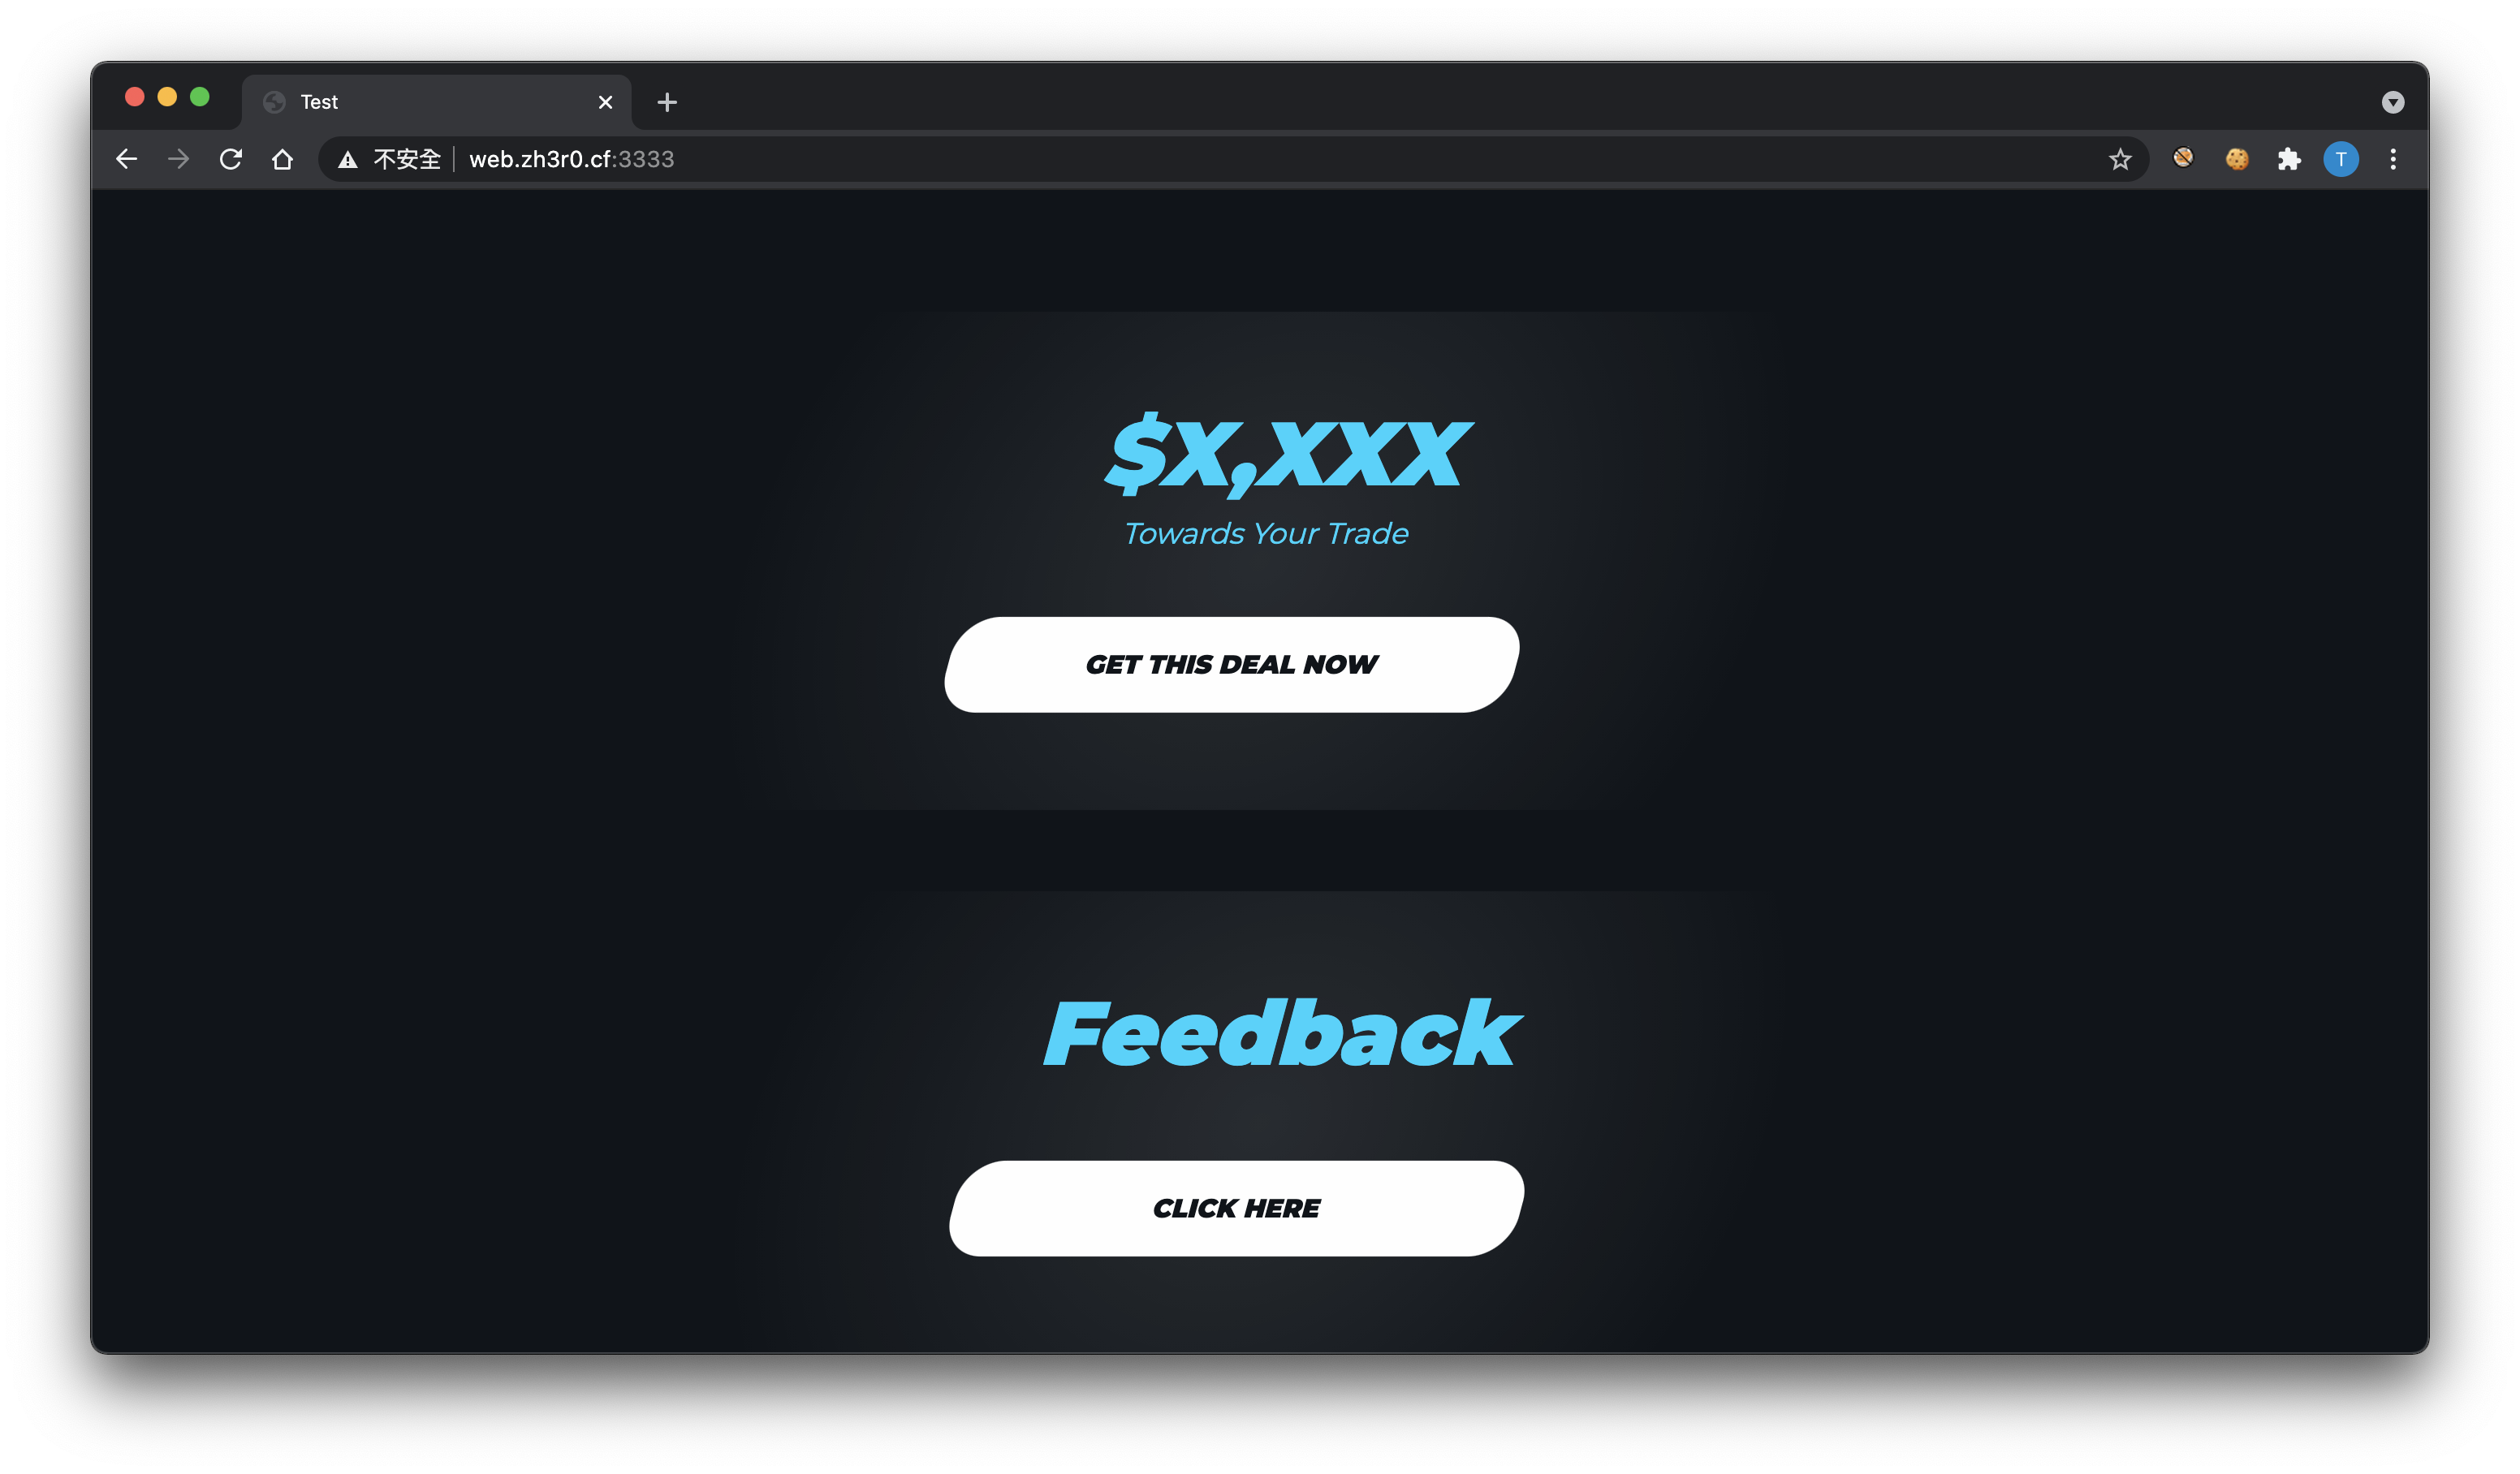 Test
不安全 web.zh3r0.cf:3333
T
$x,xxx
Towards Your Trade
GET THIS DEAL NOW
Feedback
CLICK HERE